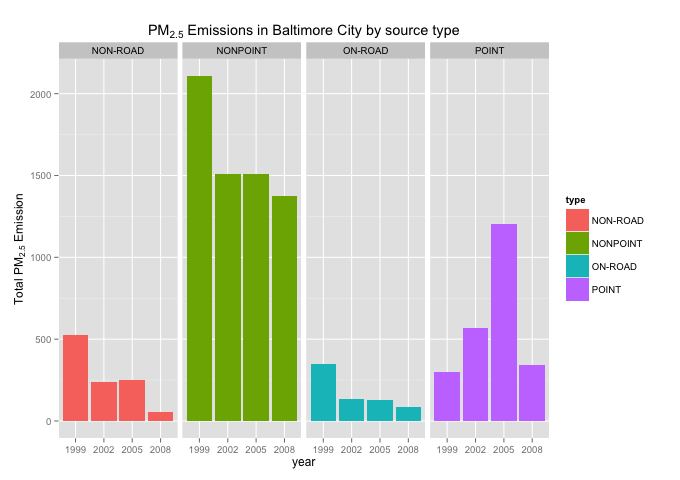 PM2.5 Emissions in Baltimore City by source type
NON-ROAD NONPOINT ON-ROAD POINT
2000
1500
1000
500
0
Total PM2.5 Emission
1999 2002 2005 2008 1999 2002 2005 2008 1999 2002 2005 2008 1999 2002 2005 2008
year
type
NON-ROAD
NONPOINT
ON-ROAD
POINT